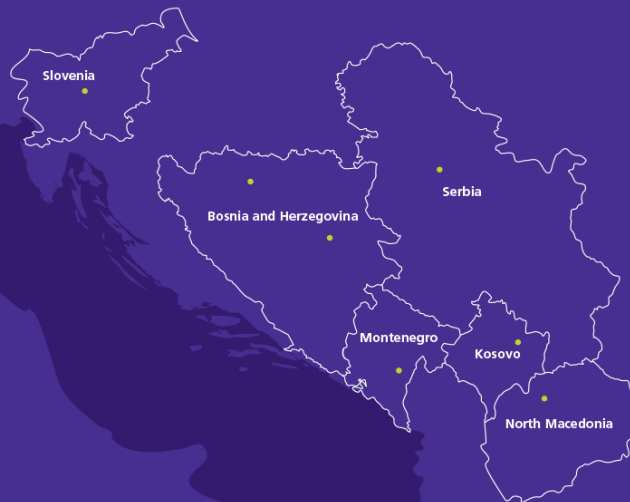 Slovenia
Serbia
Bosnia and Herzegovina
Montenegro
Kosovo
North Macedonia